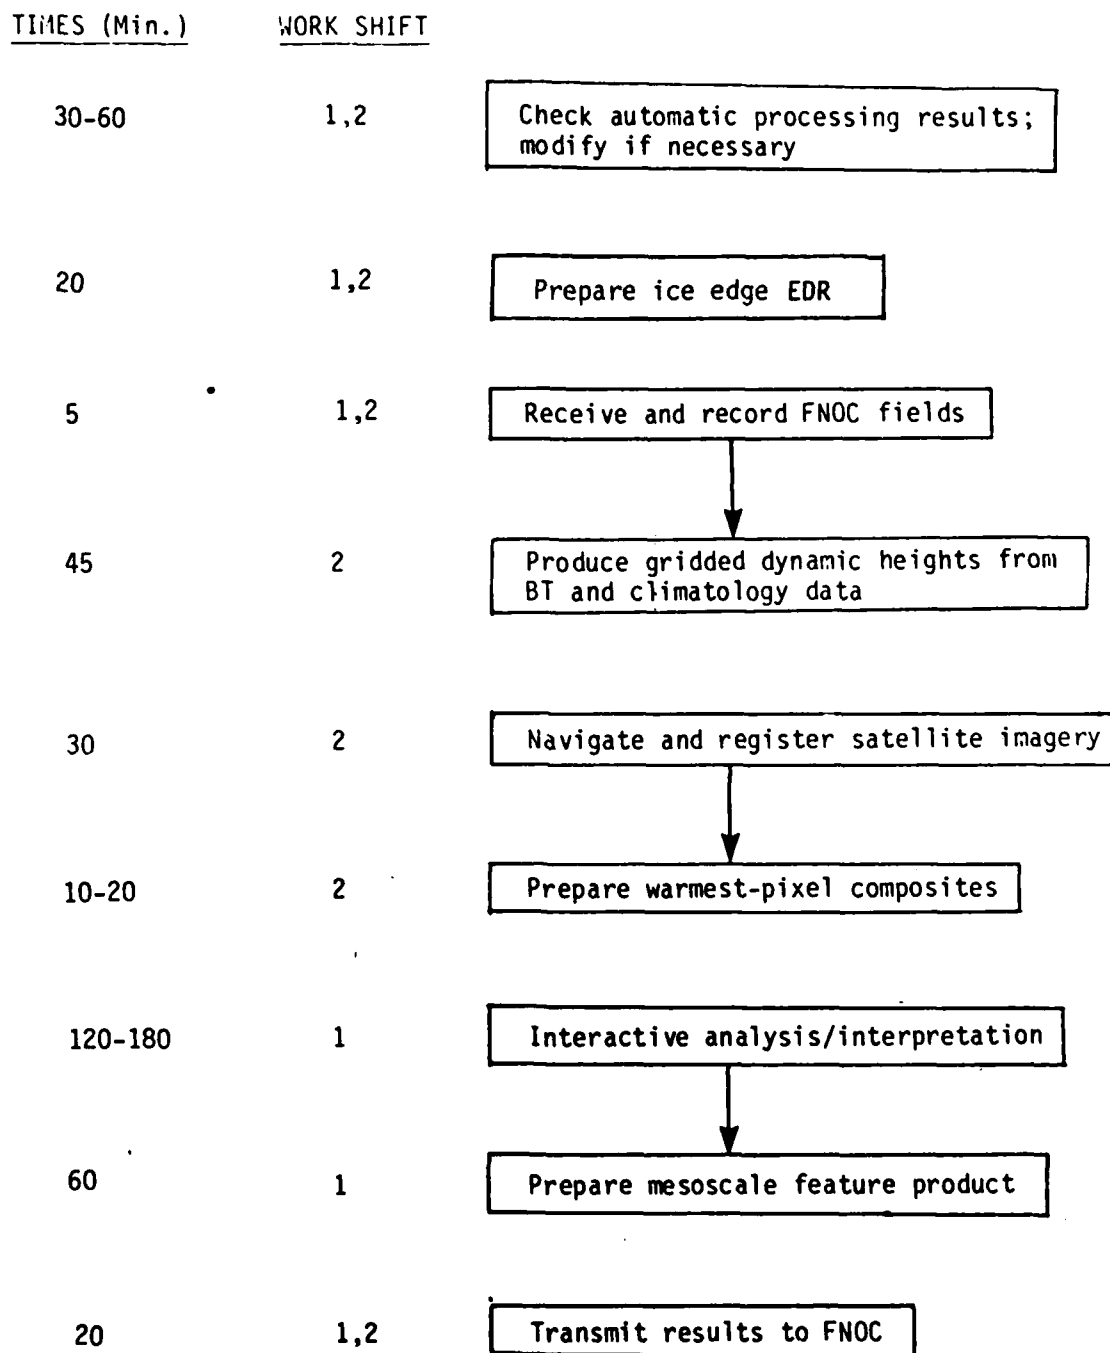 TIMES (Min.) WORK SHIFT
30-60 1,2 Check automatic processing results;
modify if necessary
20 1,2 Prepare ice edge EDR
5 1,2 Receive and record FNOC fields
45 2 Produce gridded dynamic heights from
BT and climatology data
30 2 Navigate and register satellite imagery
10-20 2 Prepare warmest-pixel composites
120-180 1 Interactive analysis/interpretation
60 1 Prepare mesoscale feature product
20 1,2 Transmit results to FNOC